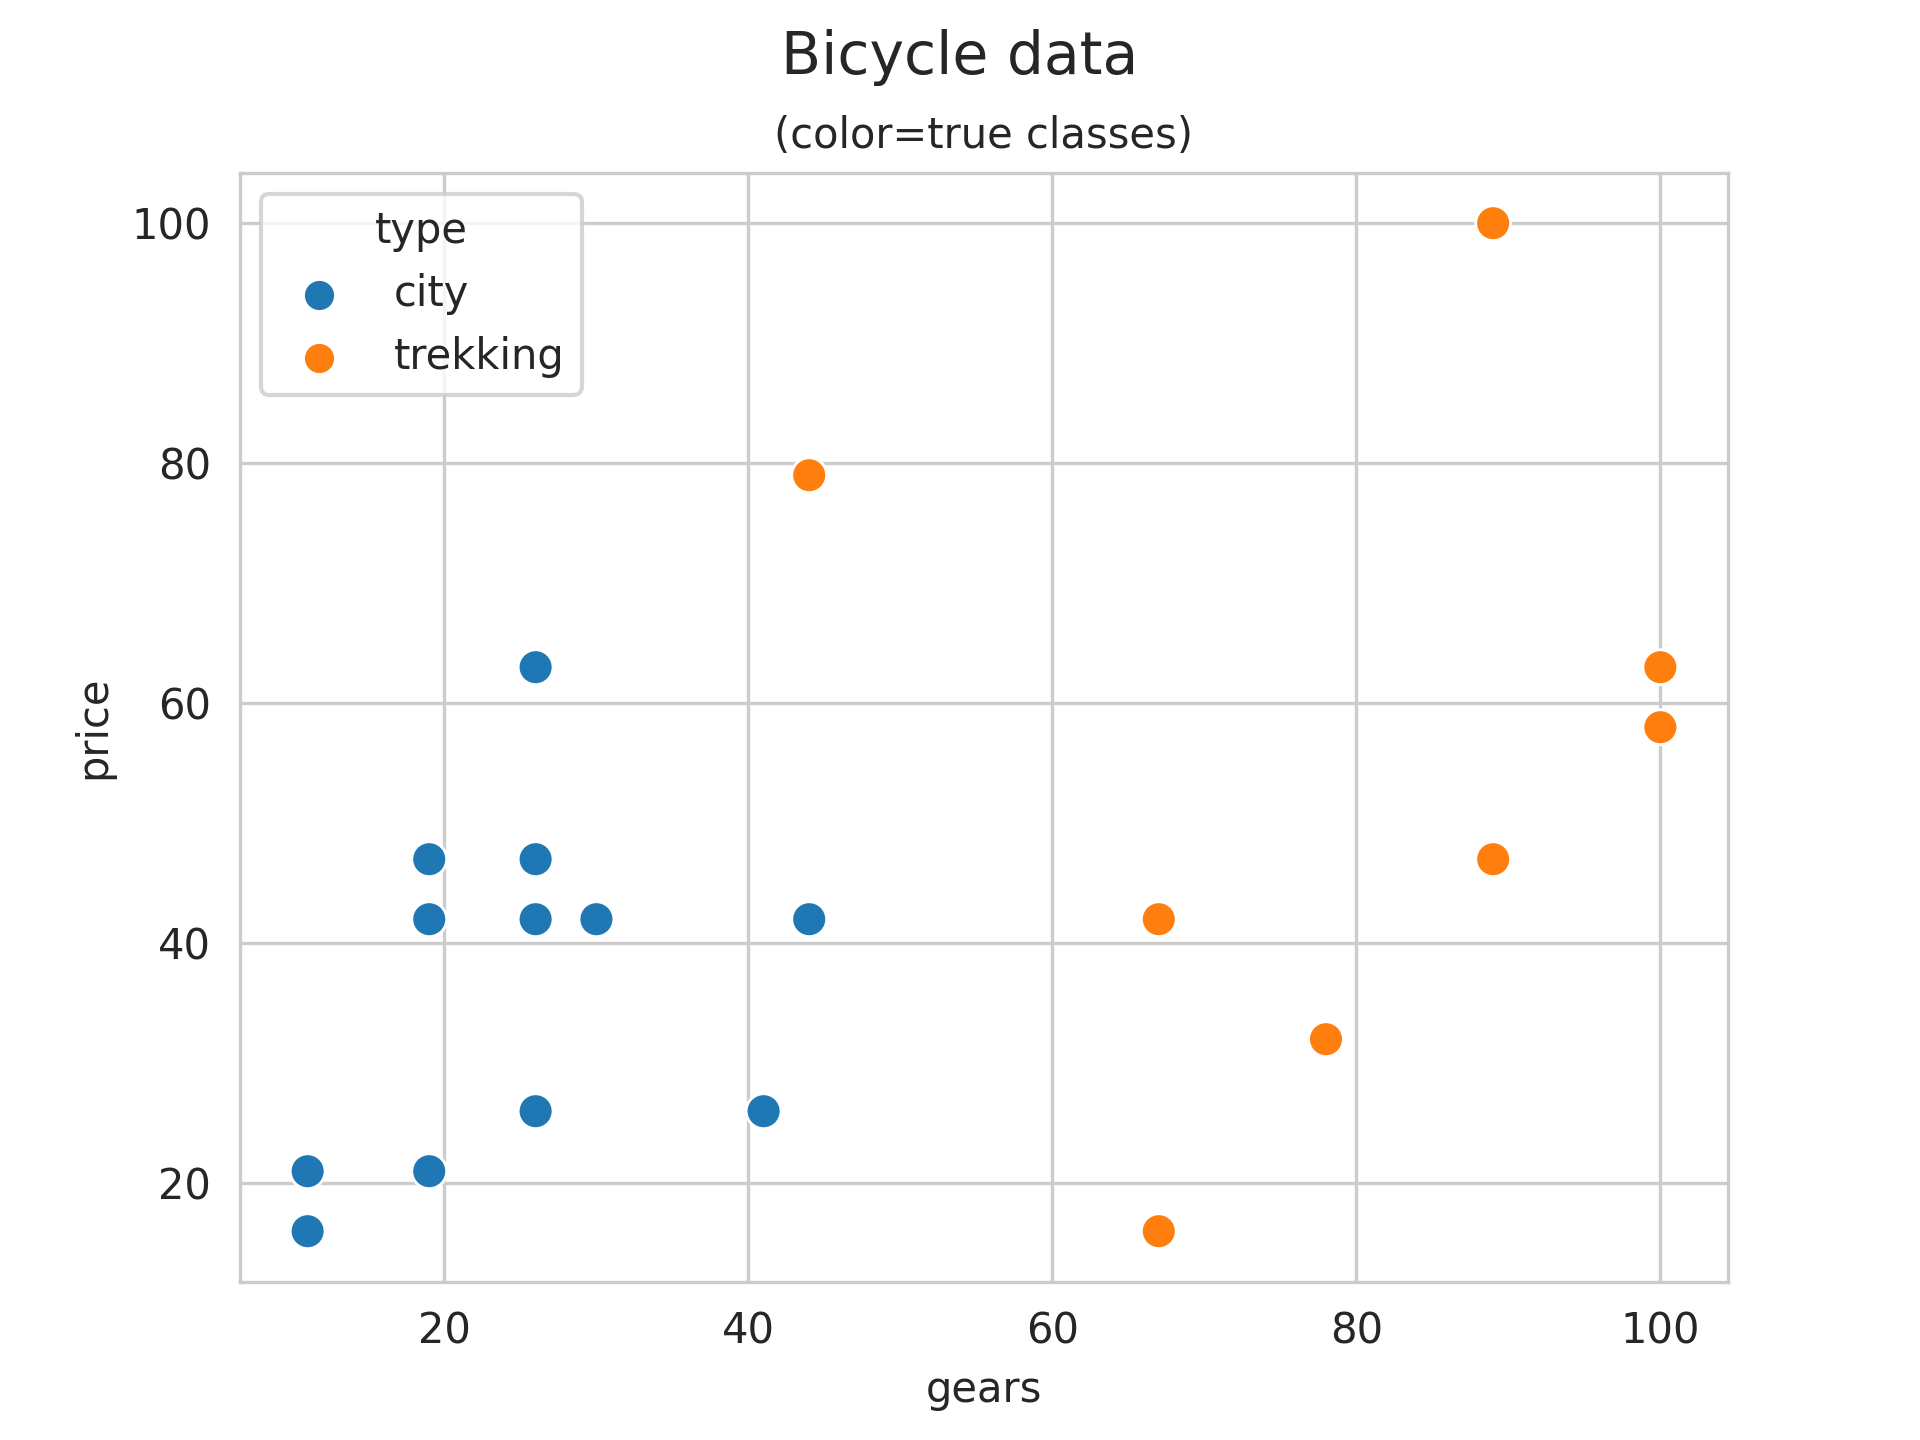 Bicycle data
(color=true classes)
type
city
trekking
100
80
60
40
20
price
20 40 60 80 100
gears